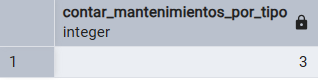 contar_mantenimientos_por_tipo
integer
1 3